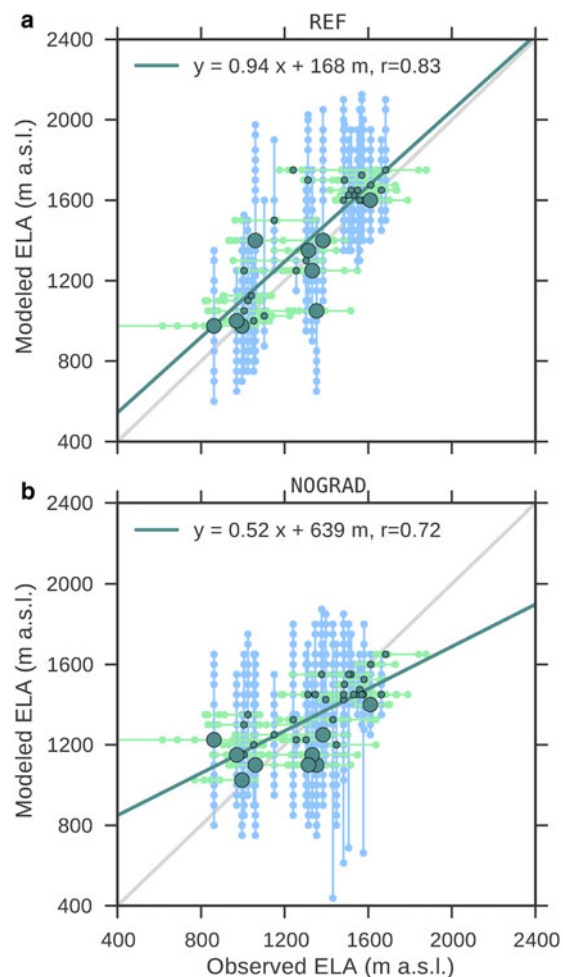 a
REF
2400
2000
1600
1200
800
400
Modeled ELA (m a.s.l.)
y = 0.94 x + 168 m, r=0.83
b
NOGRAD
2400
2000
1600
1200
800
400
Modeled ELA (m a.s.l.)
y = 0.52 x + 639 m, r=0.72
400 800 1200 1600 2000 2400
Observed ELA (m a.s.l.)